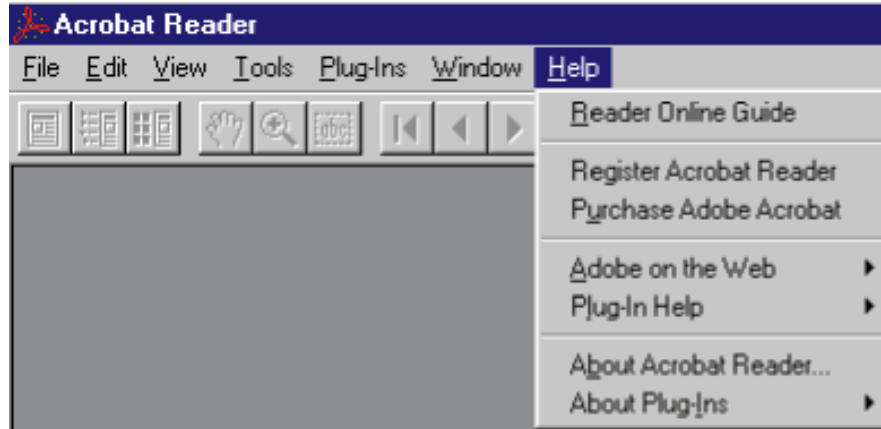 Acrobat Reader
File Edit View Tools Plug-Ins Window Help
abc
Reader Online Guide
Register Acrobat Reader
Purchase Adobe Acrobat
Adobe on the Web
Plug-In Help
About Acrobat Reader...
About Plug-Ins